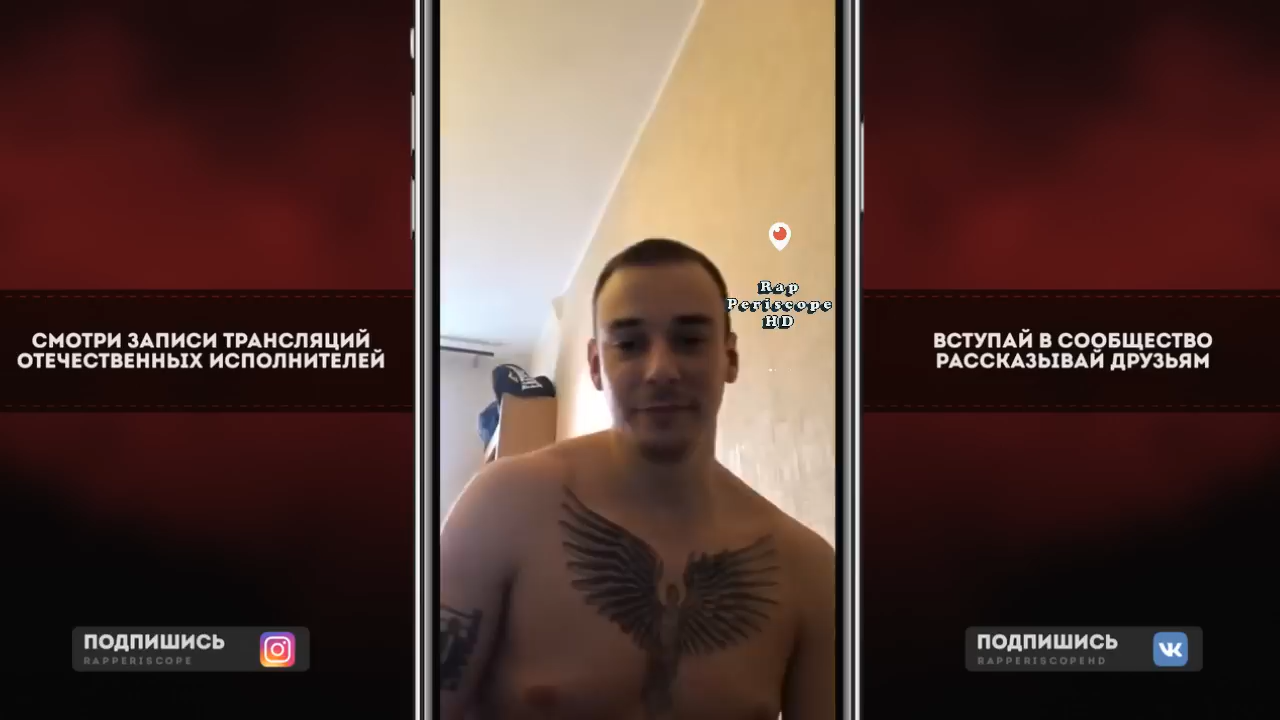 СМОТРИ ЗАПИСИ ТРАНСЛЯЦИЙ
ОТЕЧЕСТВЕННЫХ ИСПОЛНИТЕЛЕЙ
Rap
Periscope
HD
ВСТУПАЙ В СООБЩЕСТВО
РАССКАЗЫВАЙ ДРУЗЬЯМ
ПОДПИШИСЬ
RAPPERISCOPE
ПОДПИШИСЬ
RAPPERISCOPEHD